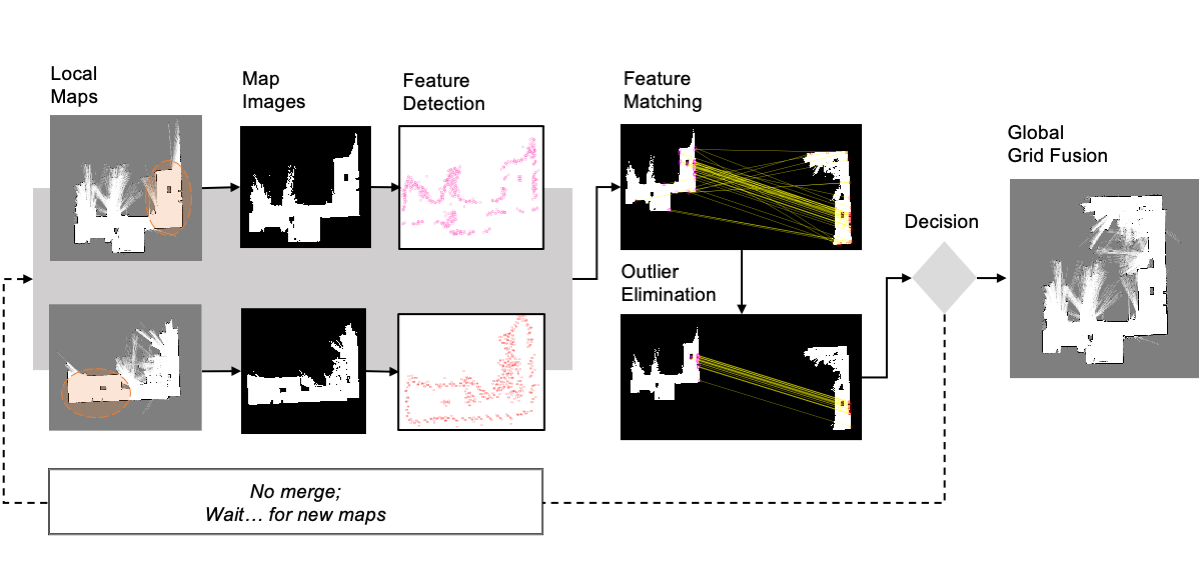 Local
Maps
Map
Images
Feature
Detection
Feature
Matching
Global
Grid Fusion
Decision
Outlier
Elimination
No merge;
Wait… for new maps